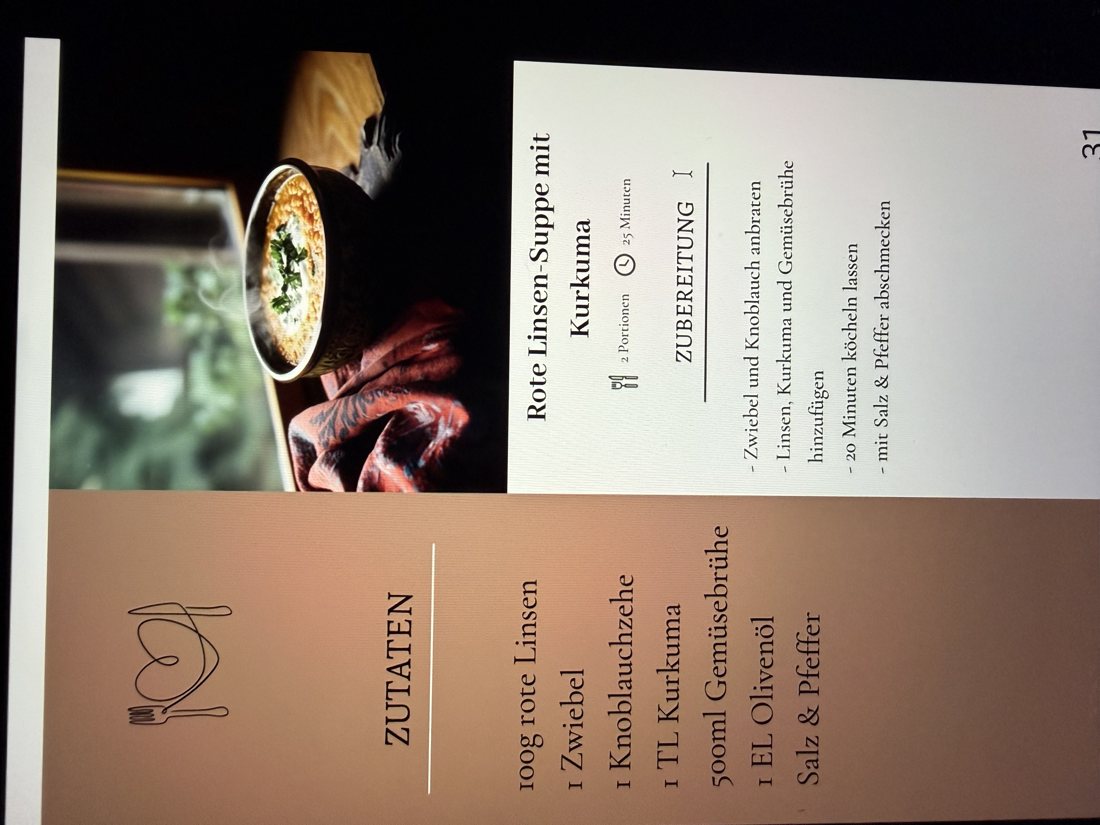 ZUTATEN
100g rote Linsen
1 Zwiebel
1 Knoblauchzehe
1 TL Kurkuma
500ml Gemüsebrühe
1 EL Olivenöl
Salz & Pfeffer
Rote Linsen-Suppe mit
Kurkuma
2 Portionen 25 Minuten
ZUBEREITUNG
- Zwiebel und Knoblauch anbraten
- Linsen, Kurkuma und Gemüsebrühe
hinzufügen
- 20 Minuten köcheln lassen
- mit Salz & Pfeffer abschmecken
31